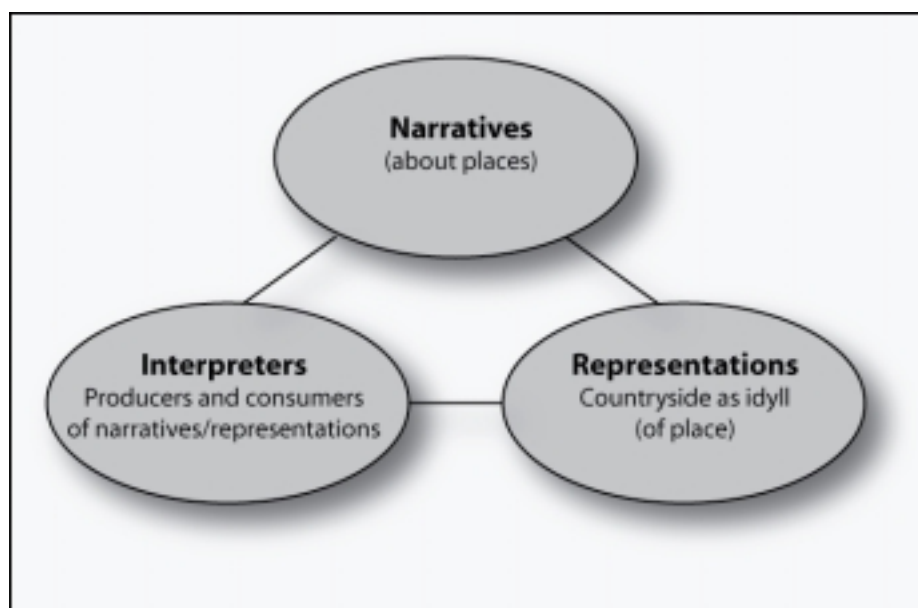 Narratives
(about places)
Interpreters
Producers and consumers
of narratives/representations
Representations
Countryside as idyll
(of place)